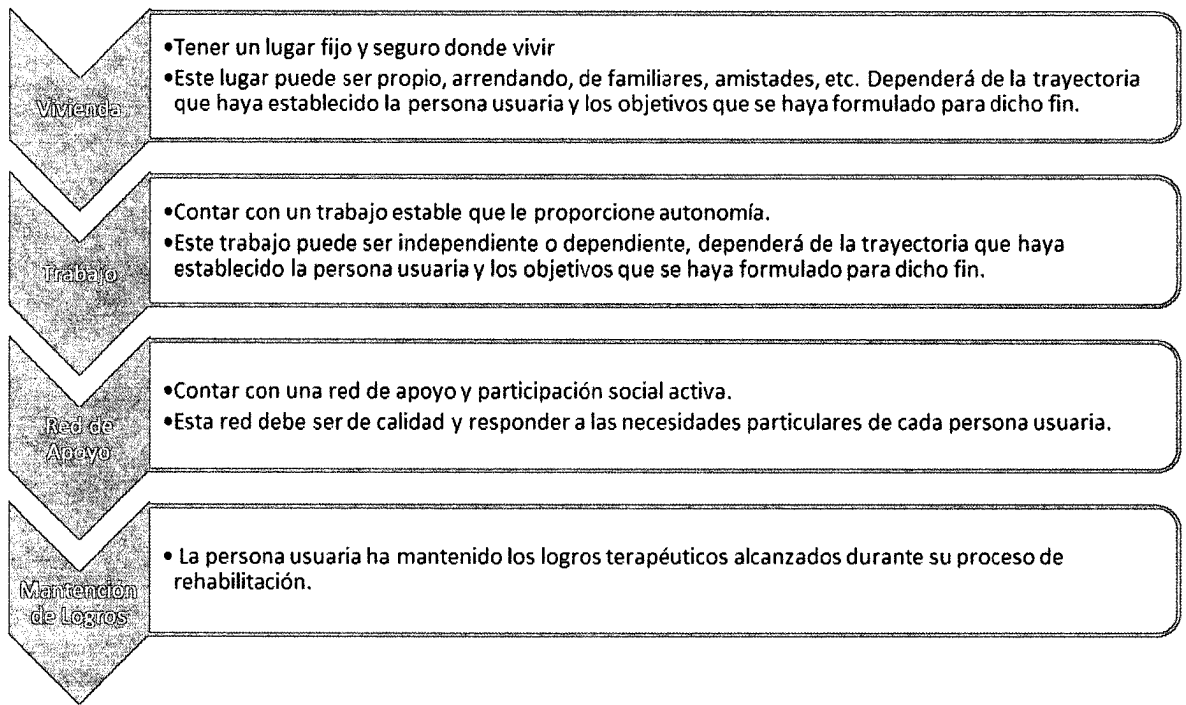 Vivienda
•Tener un lugar fijo y seguro donde vivir
•Este lugar puede ser propio, arrendando, de familiares, amistades, etc. Dependerá de la trayectoria
que haya establecido la persona usuaria y los objetivos que se haya formulado para dicho fin.
Trabajo
•Contar con un trabajo estable que le proporcione autonomía.
•Este trabajo puede ser independiente o dependiente, dependerá de la trayectoria que haya
establecido la persona usuaria y los objetivos que se haya formulado para dicho fin.
Red de
Apoyo
•Contar con una red de apoyo y participación social activa.
•Esta red debe ser de calidad y responder a las necesidades particulares de cada persona usuaria.
Mantención
de Logros
• La persona usuaria ha mantenido los logros terapéuticos alcanzados durante su proceso de
rehabilitación.